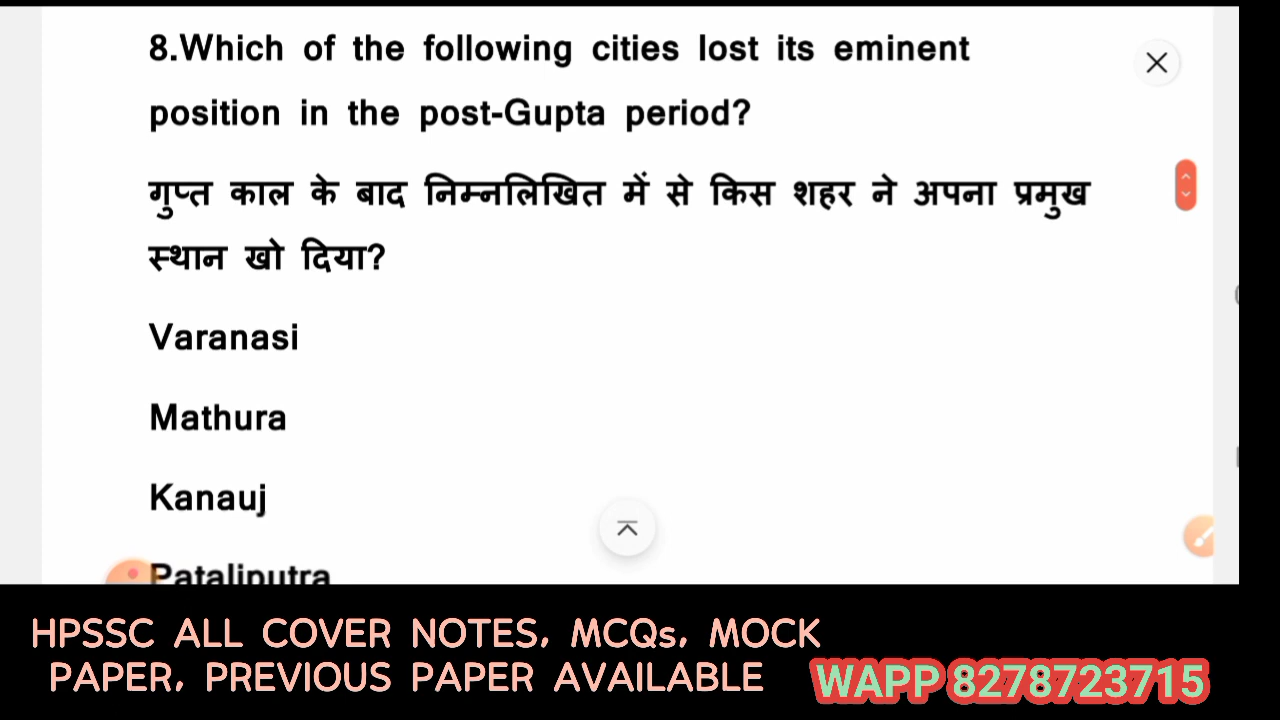 8.Which of the following cities lost its eminent
position in the post-Gupta period?
गुप्त काल के बाद निम्नलिखित में से किस शहर ने अपना प्रमुख
स्थान खो दिया?
Varanasi
Mathura
Kanauj
Pataliputra
HPSSC ALL COVER NOTES, MCQs, MOCK
PAPER, PREVIOUS PAPER AVAILABLE
WAPP 8278723715